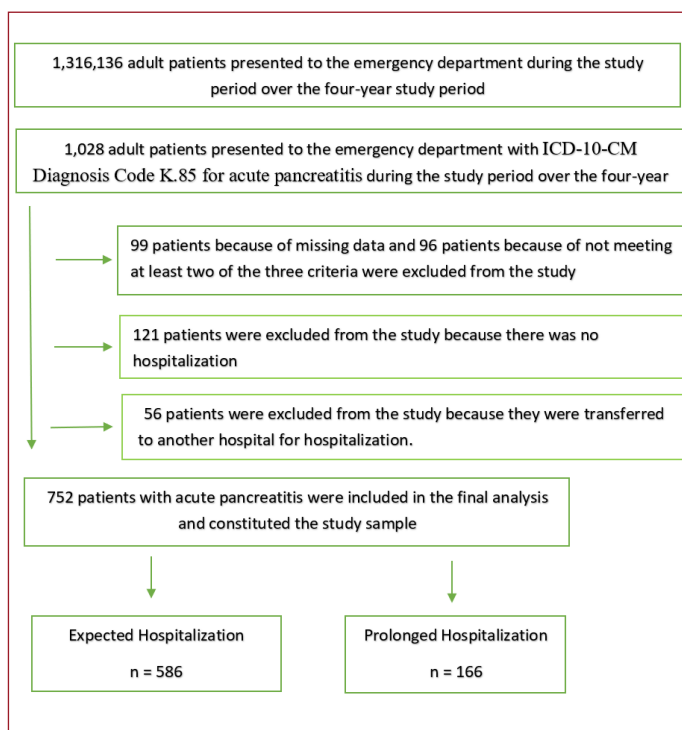 1,316,136 adult patients presented to the emergency department during the study
period over the four-year study period
1,028 adult patients presented to the emergency department with ICD-10-CM
Diagnosis Code K.85 for acute pancreatitis during the study period over the four-year
99 patients because of missing data and 96 patients because of not meeting
at least two of the three criteria were excluded from the study
121 patients were excluded from the study because there was no
hospitalization
56 patients were excluded from the study because they were transferred
to another hospital for hospitalization.
752 patients with acute pancreatitis were included in the final analysis
and constituted the study sample
Expected Hospitalization
n = 586
Prolonged Hospitalization
n = 166